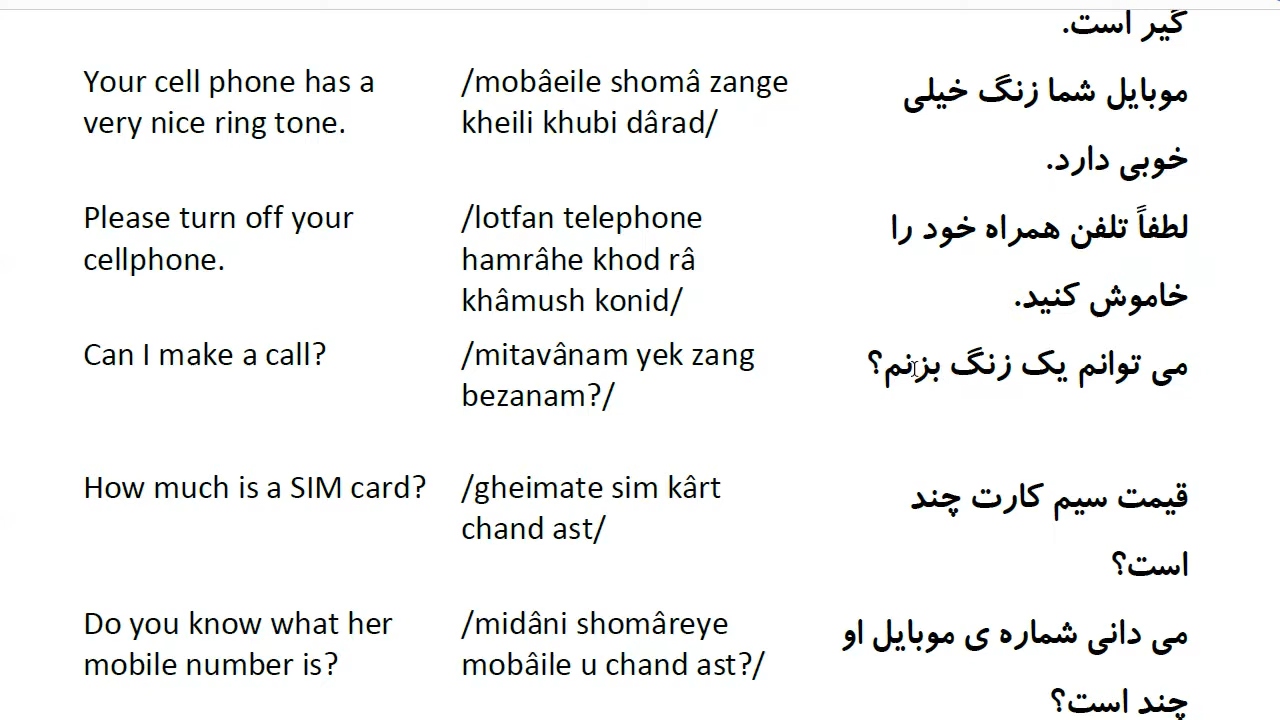 گیر است.
Your cell phone has a
very nice ring tone.
/mobâeile shomâ zange
kheili khubi dârad/
موبایل شما زنگ خیلی
خوبی دارد.
Please turn off your
cellphone.
/lotfan telephone
hamrâhe khod râ
khâmush konid/
لطفاً تلفن همراه خود را
خاموش کنید.
Can I make a call?
/mitavânam yek zang
bezanam?/
می توانم یک زنگ بزنم؟
How much is a SIM card?
/gheimate sim kârt
chand ast/
قیمت سیم کارت چند
است؟
Do you know what her
mobile number is?
/midâni shomâreye
mobâile u chand ast?/
می دانی شماره ی موبایل او
چند است؟